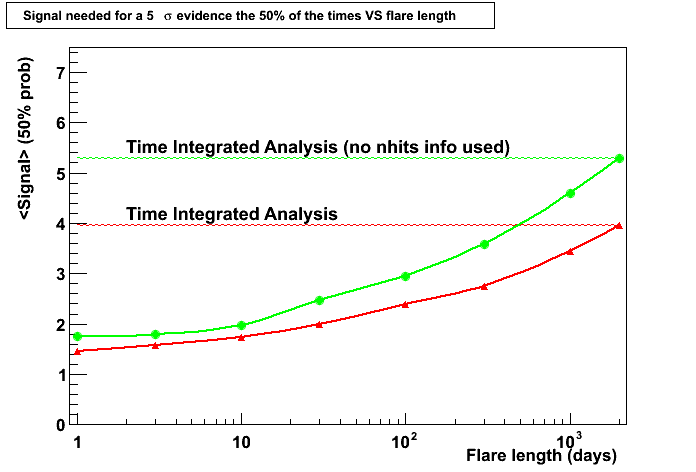 Signal needed for a 5 σ evidence the 50% of the times VS flare length
<Signal> (50% prob)
7
6
5
4
3
2
1
0
Time Integrated Analysis (no nhits info used)
Time Integrated Analysis
1
10
10²
10³
Flare length (days)